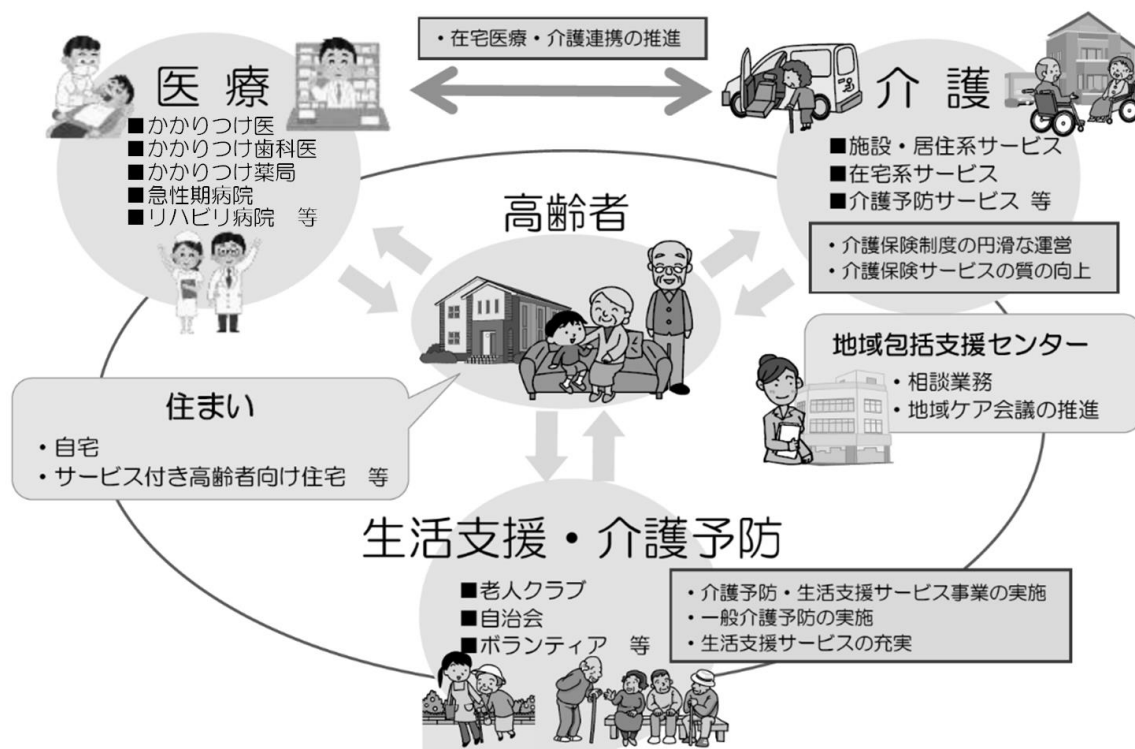 ・在宅医療・介護連携の推進
医療
■かかりつけ医
■かかりつけ歯科医
■かかりつけ薬局
■急性期病院
■リハビリ病院 等
介護
■施設・居住系サービス
■在宅系サービス
■介護予防サービス 等
・介護保険制度の円滑な運営
・介護保険サービスの質の向上
高齢者
地域包括支援センター
・相談業務
・地域ケア会議の推進
住まい
・自宅
・サービス付き高齢者向け住宅 等
生活支援・介護予防
■老人クラブ
■自治会
■ボランティア 等
・介護予防・生活支援サービス事業の実施
・一般介護予防の実施
・生活支援サービスの充実